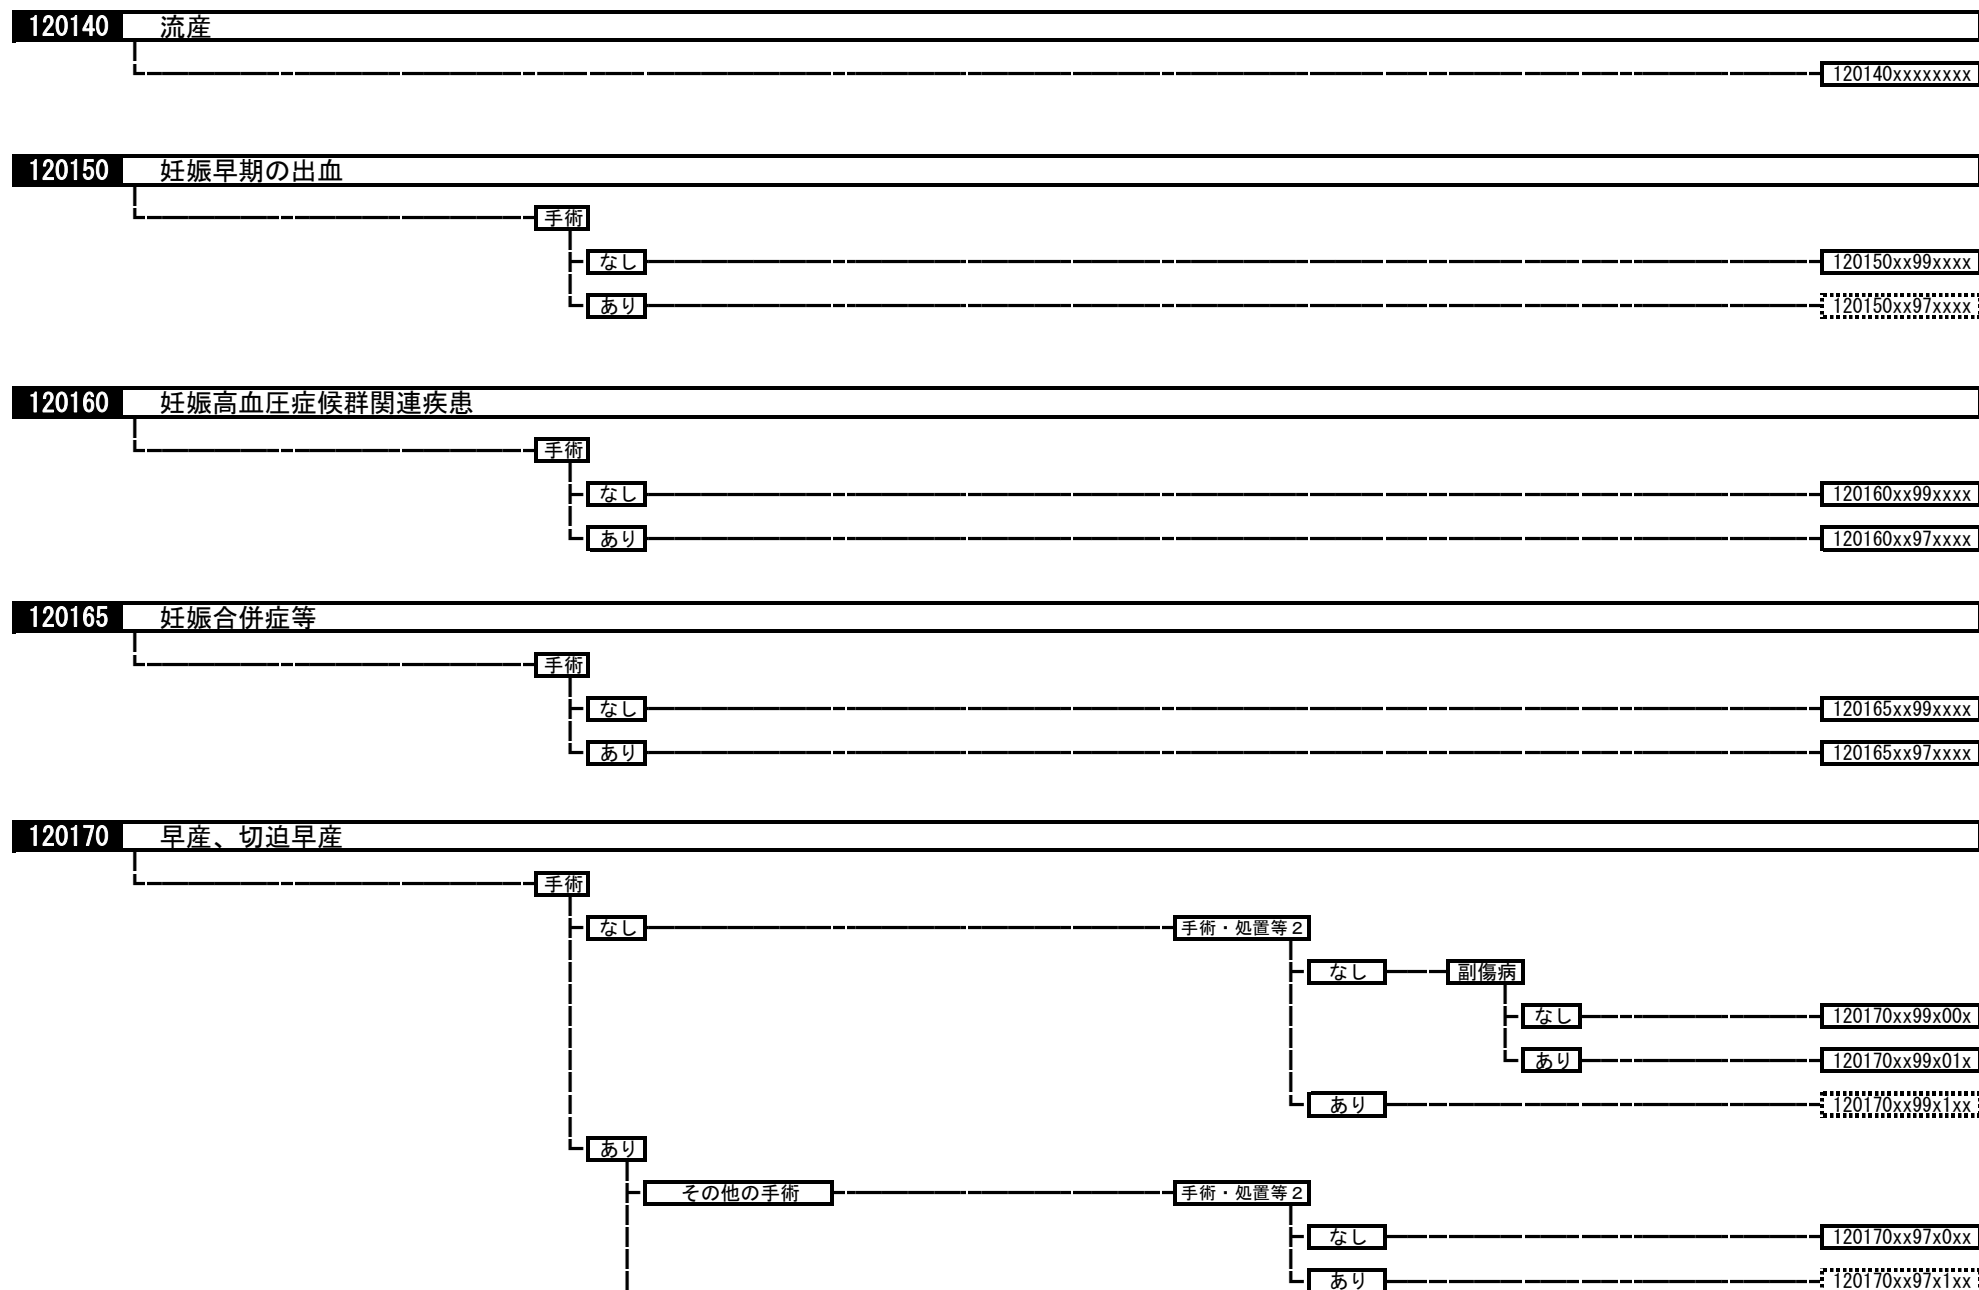 120140 流産
120140xxxxxxxx
120150 妊娠早期の出血
手術
なし 120150xx99xxxx
あり 120150xx97xxxx
120160 妊娠高血圧症候群関連疾患
手術
なし 120160xx99xxxx
あり 120160xx97xxxx
120165 妊娠合併症等
手術
なし 120165xx99xxxx
あり 120165xx97xxxx
120170 早産、切迫早産
手術
なし 手術・処置等2
なし 副傷病
なし 120170xx99x00x
あり 120170xx99x01x
あり 120170xx99x1xx
あり
その他の手術 手術・処置等2
なし 120170xx97x0xx
あり 120170xx97x1xx